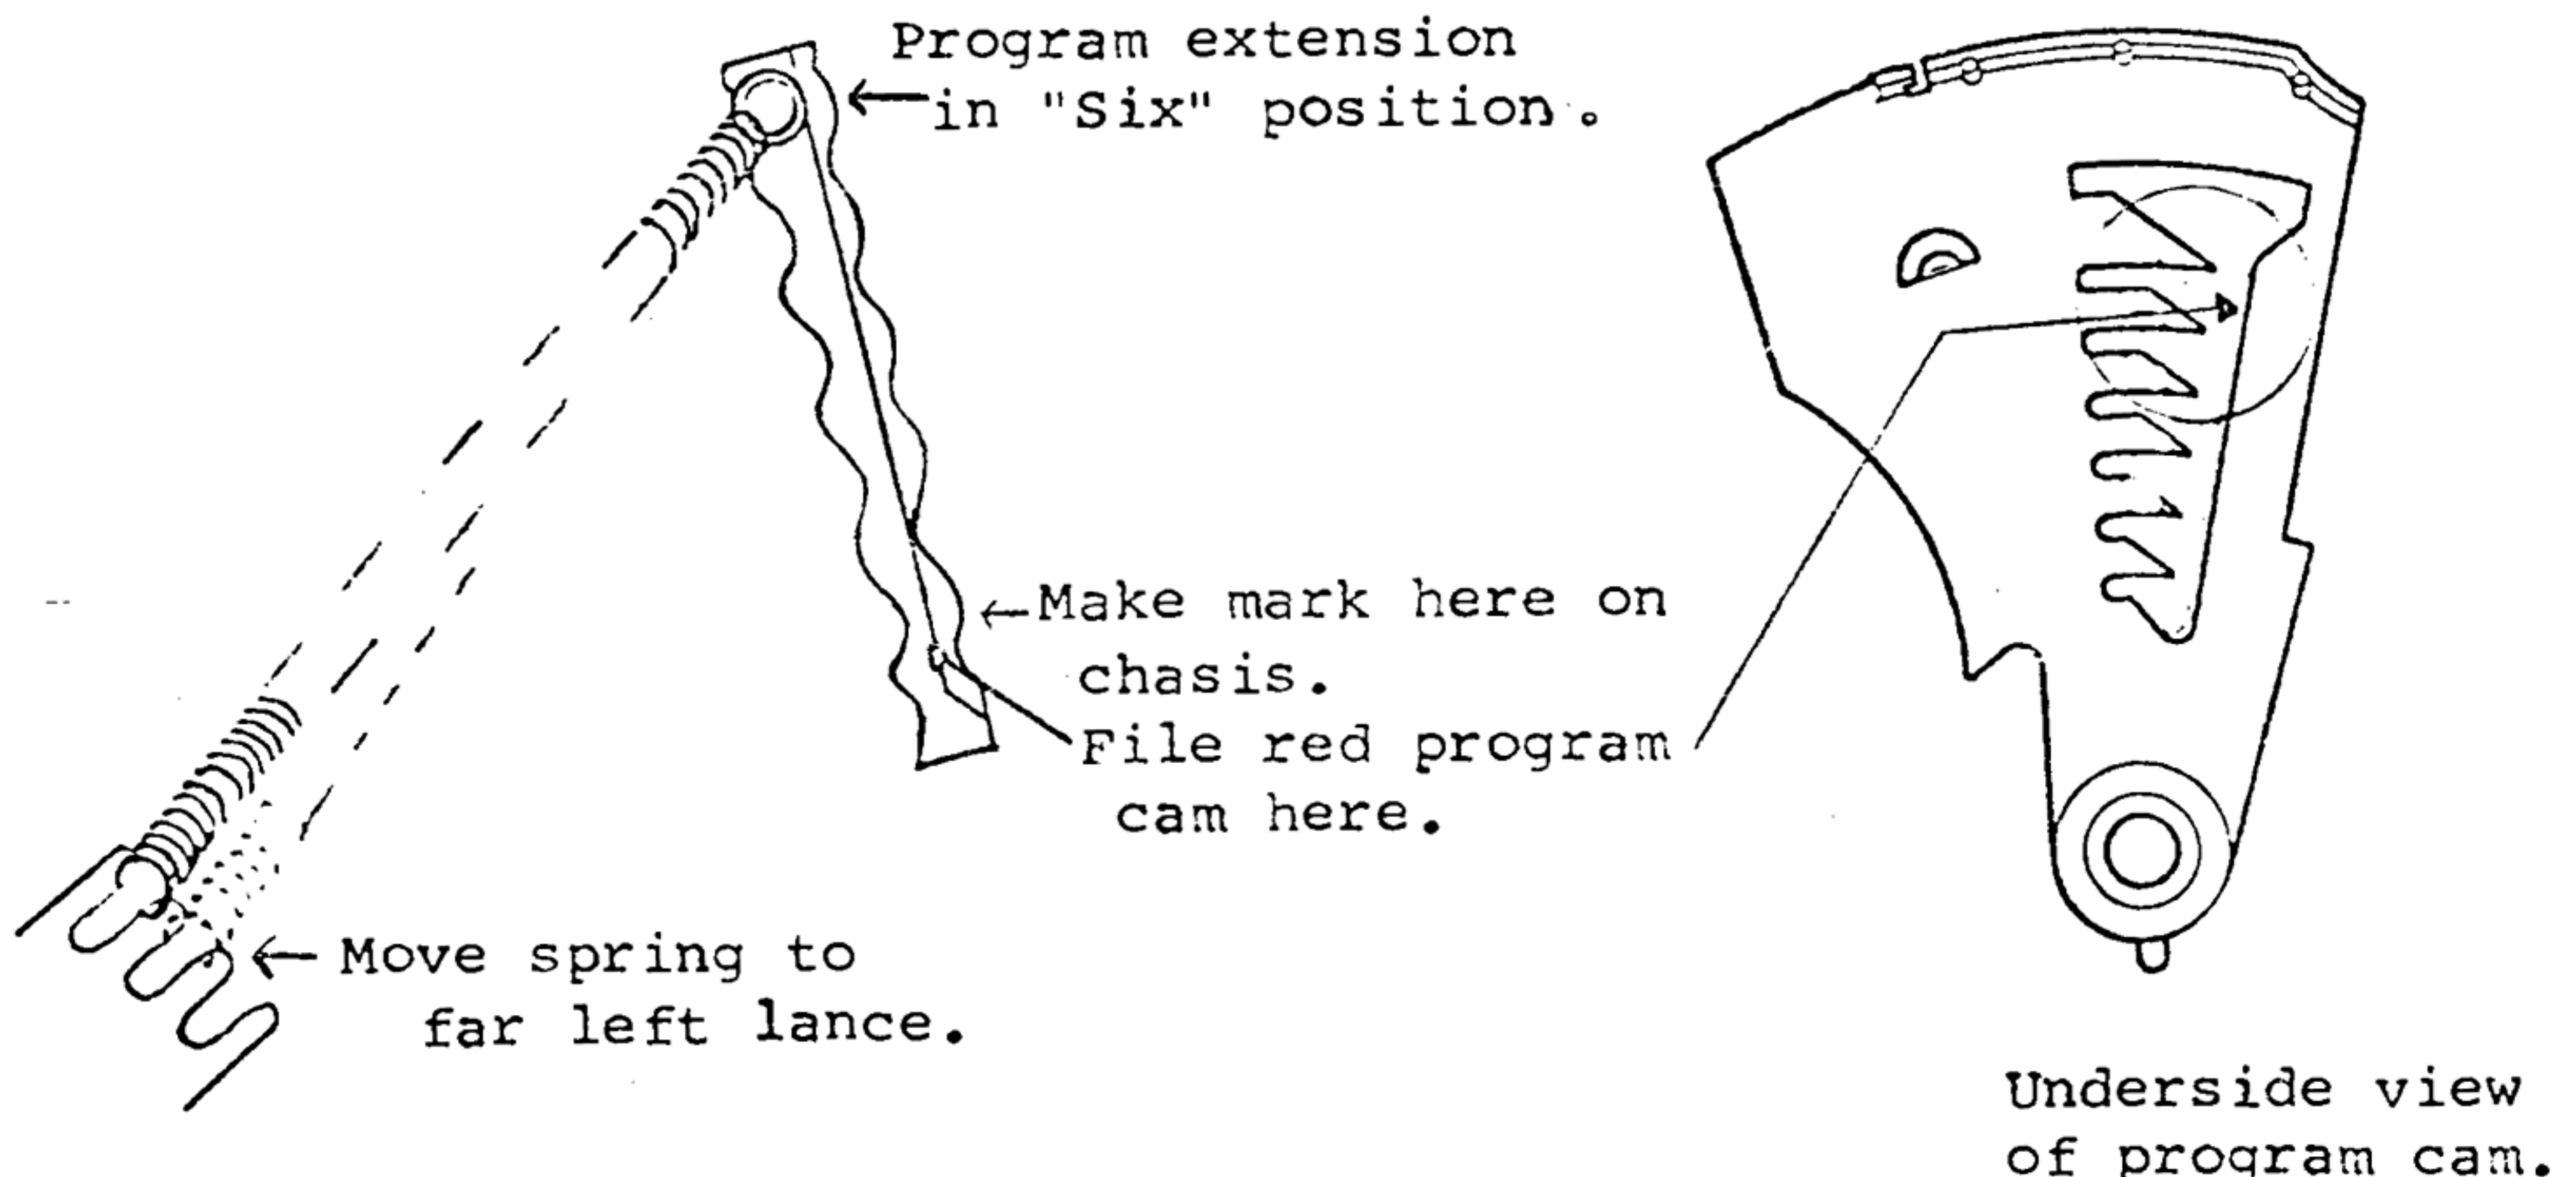 Program extension
in "Six" position.
Make mark here on
chasis.
File red program
cam here.
Move spring to
far left lance.
Underside view
of program cam.